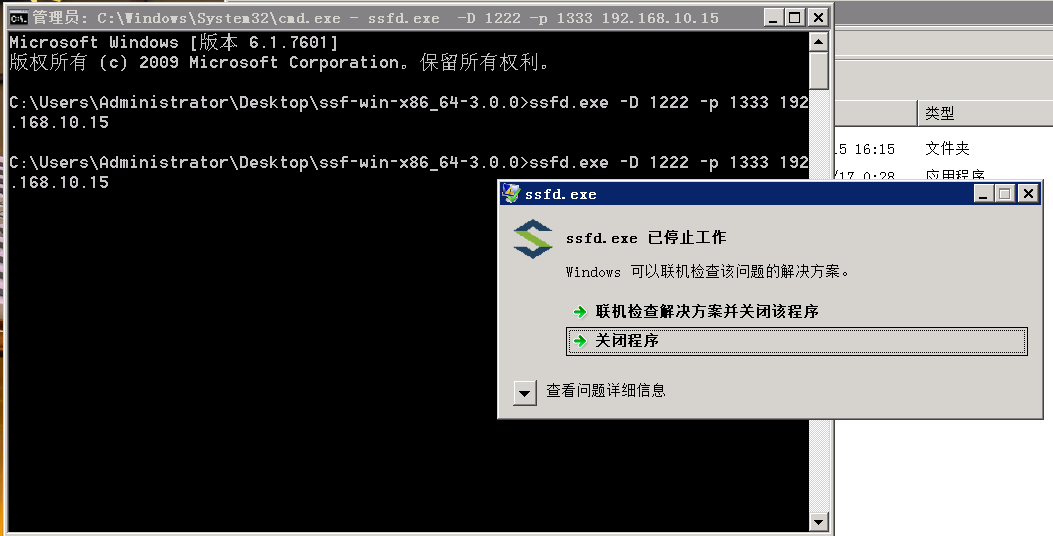 管理员: C:\Windows\System32\cmd.exe - ssfd.exe  -D 1222 -p 1333 192.168.10.15
Microsoft Windows [版本 6.1.7601]
版权所有 (c) 2009 Microsoft Corporation。保留所有权利。
C:\Users\Administrator\Desktop\ssf-win-x86_64-3.0.0>ssfd.exe -D 1222 -p 1333 192
.168.10.15
C:\Users\Administrator\Desktop\ssf-win-x86_64-3.0.0>ssfd.exe -D 1222 -p 1333 192
.168.10.15
类型
15 16:15 文件夹
/17 0:28 应用程序
ssfd.exe
ssfd.exe 已停止工作
Windows 可以联机检查该问题的解决方案。
联机检查解决方案并关闭该程序
关闭程序
查看问题详细信息